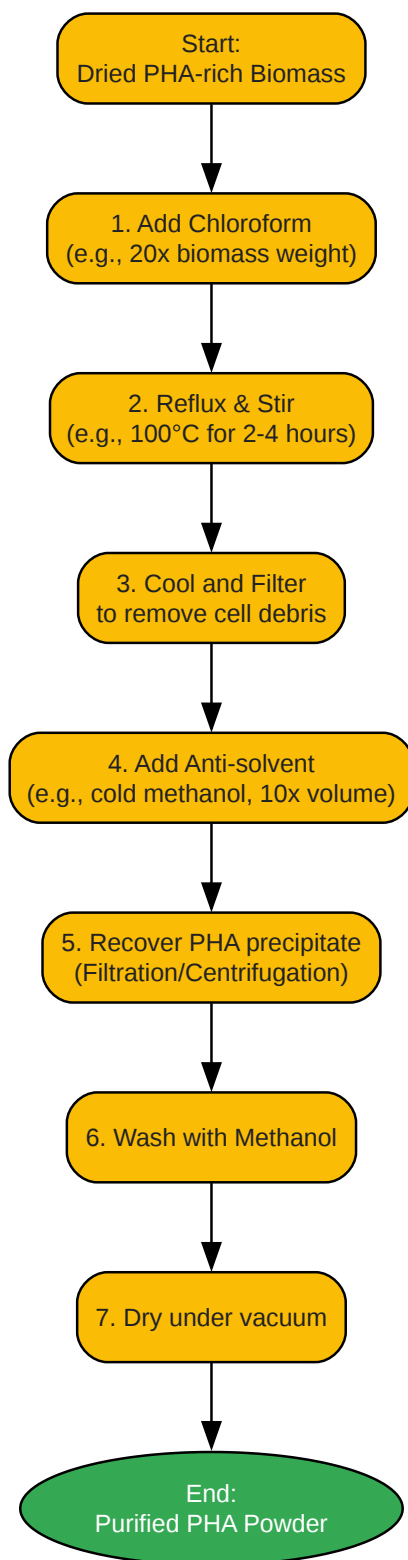 Start:
Dried PHA-rich Biomass
1. Add Chloroform
(e.g., 20x biomass weight)
2. Reflux & Stir
(e.g., 100°C for 2-4 hours)
3. Cool and Filter
to remove cell debris
4. Add Anti-solvent
(e.g., cold methanol, 10x volume)
5. Recover PHA precipitate
(Filtration/Centrifugation)
6. Wash with Methanol
7. Dry under vacuum
End:
Purified PHA Powder